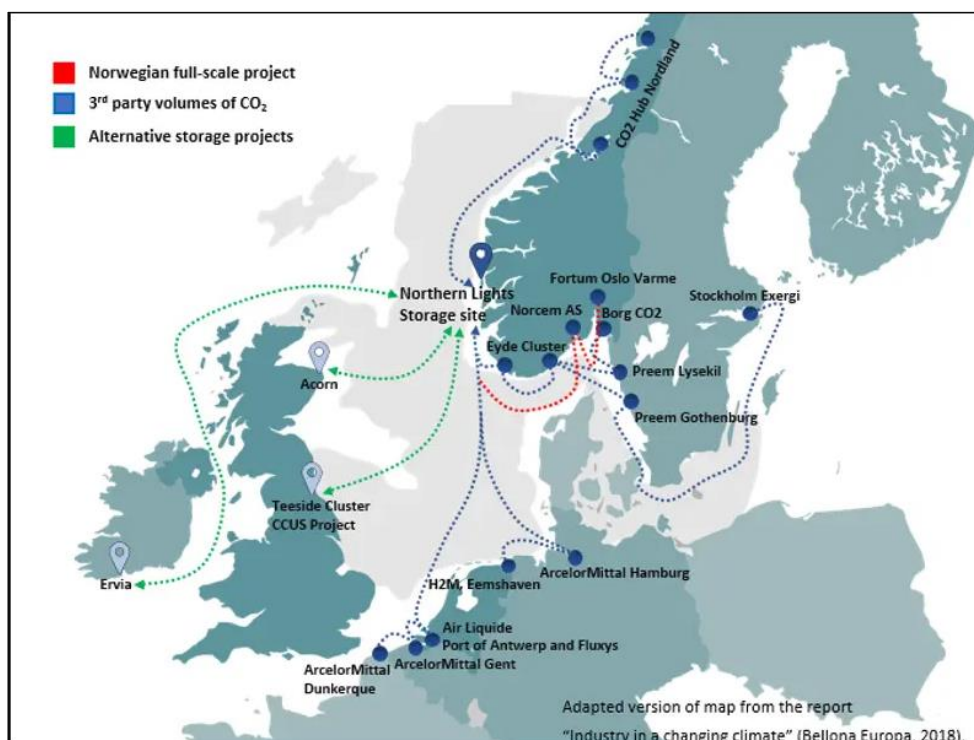 Norwegian full-scale project
3rd party volumes of CO₂
Alternative storage projects
CO2 Hub Nordland
Northern Lights
Storage site
Fortum Oslo Varme
Norcem AS
Borg CO2
Stockholm Exergi
Eyde Cluster
Preem Lysekil
Preem Gothenburg
Acorn
Teeside Cluster
CCUS Project
Ervia
H2M, Eemshaven
ArcelorMittal Hamburg
Air Liquide
Port of Antwerp and Fluxys
ArcelorMittal Gent
ArcelorMittal
Dunkerque
Adapted version of map from the report
"Industry in a changing climate" (Bellona Europa, 2018).